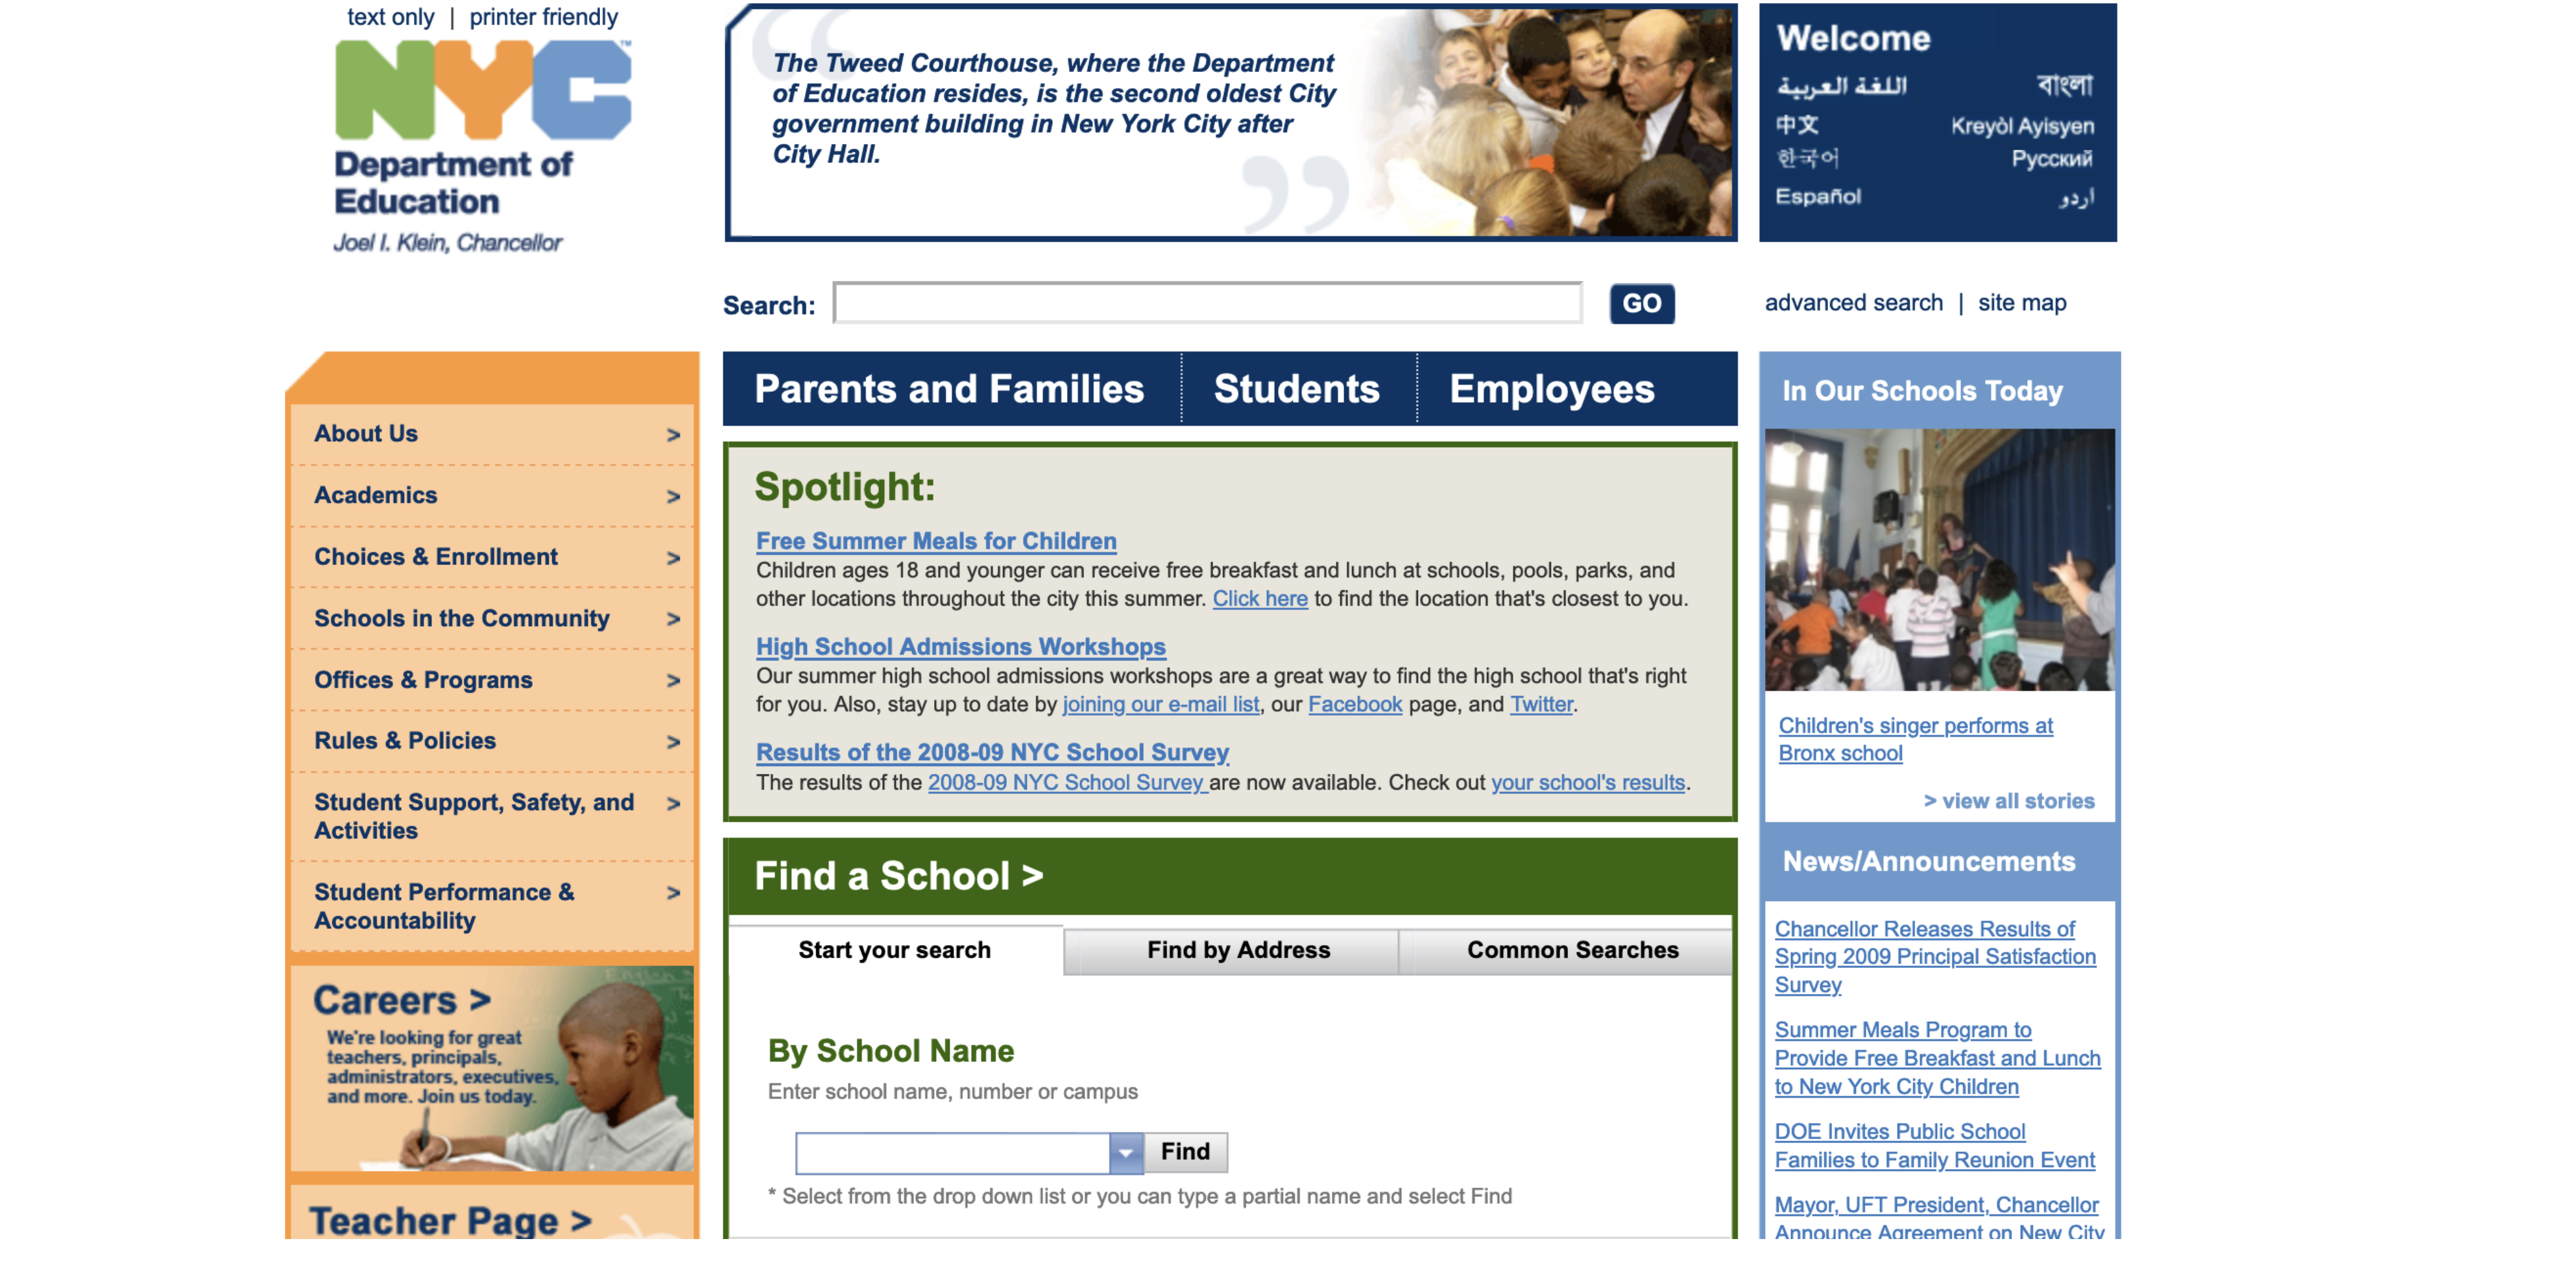 text only | printer friendly
NYC™
Department of
Education
Joel I. Klein, Chancellor
The Tweed Courthouse, where the Department
of Education resides, is the second oldest City
government building in New York City after
City Hall.
Welcome
اللغة العربية
বাংলা
中文
Kreyòl Ayisyen
한국어
Русский
Español
اردو
Search:
GO
advanced search | site map
About Us >
Academics >
Choices & Enrollment >
Schools in the Community >
Offices & Programs >
Rules & Policies >
Student Support, Safety, and >
Activities
Student Performance & >
Accountability
Careers >
We're looking for great
teachers, principals,
administrators, executives,
and more. Join us today.
Teacher Page >
Parents and Families
Students
Employees
Spotlight:
Free Summer Meals for Children
Children ages 18 and younger can receive free breakfast and lunch at schools, pools, parks, and
other locations throughout the city this summer. Click here to find the location that's closest to you.
High School Admissions Workshops
Our summer high school admissions workshops are a great way to find the high school that's right
for you. Also, stay up to date by joining our e-mail list, our Facebook page, and Twitter.
Results of the 2008-09 NYC School Survey
The results of the 2008-09 NYC School Survey are now available. Check out your school's results.
Find a School >
Start your search
Find by Address
Common Searches
By School Name
Enter school name, number or campus
Find
* Select from the drop down list or you can type a partial name and select Find
In Our Schools Today
Children's singer performs at
Bronx school
> view all stories
News/Announcements
Chancellor Releases Results of
Spring 2009 Principal Satisfaction
Survey
Summer Meals Program to
Provide Free Breakfast and Lunch
to New York City Children
DOE Invites Public School
Families to Family Reunion Event
Mayor, UFT President, Chancellor
Announce Agreement on New City